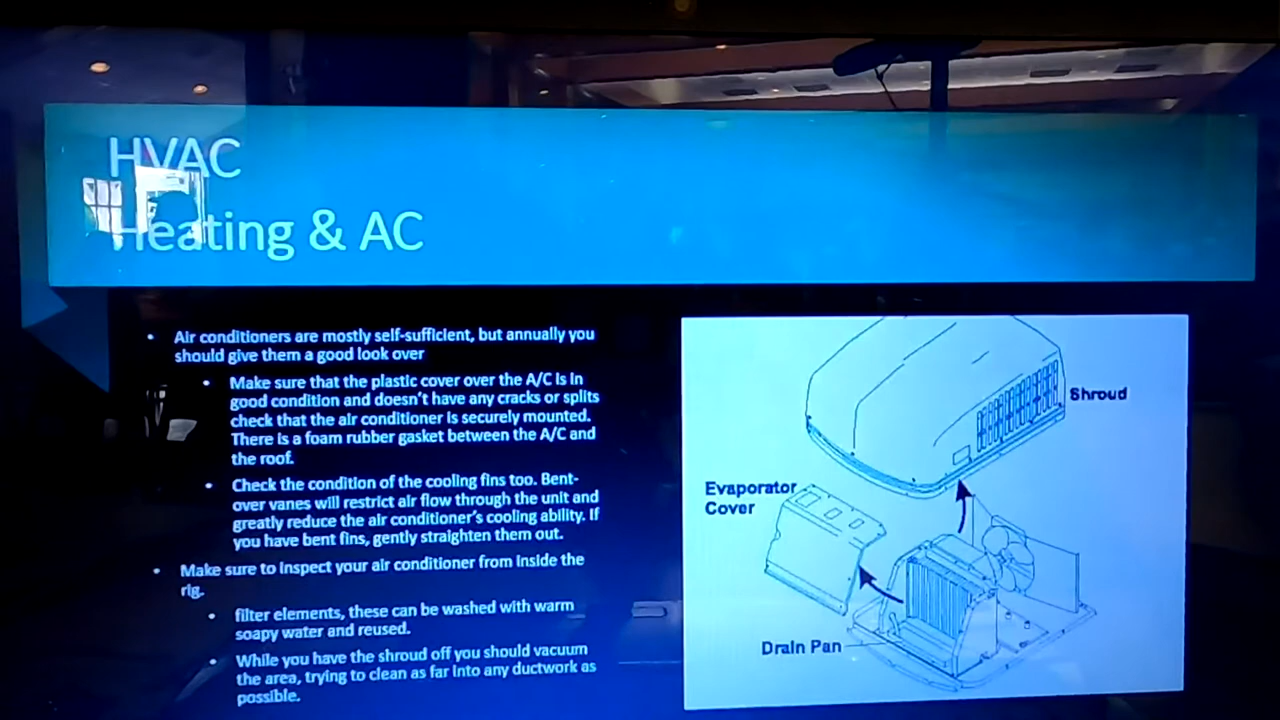 HVAC
Heating & AC
• Air conditioners are mostly self-sufficient, but annually you
should give them a good look over
• Make sure that the plastic cover over the A/C is in
good condition and doesn't have any cracks or splits
check that the air conditioner is securely mounted.
There is a foam rubber gasket between the A/C and
the roof.
• Check the condition of the cooling fins too. Bent-
over vanes will restrict air flow through the unit and
greatly reduce the air conditioner's cooling ability. If
you have bent fins, gently straighten them out.
• Make sure to inspect your air conditioner from inside the
rig.
• filter elements, these can be washed with warm
soapy water and reused.
• While you have the shroud off you should vacuum
the area, trying to clean as far into any ductwork as
possible.
Shroud
Evaporator
Cover
Drain Pan